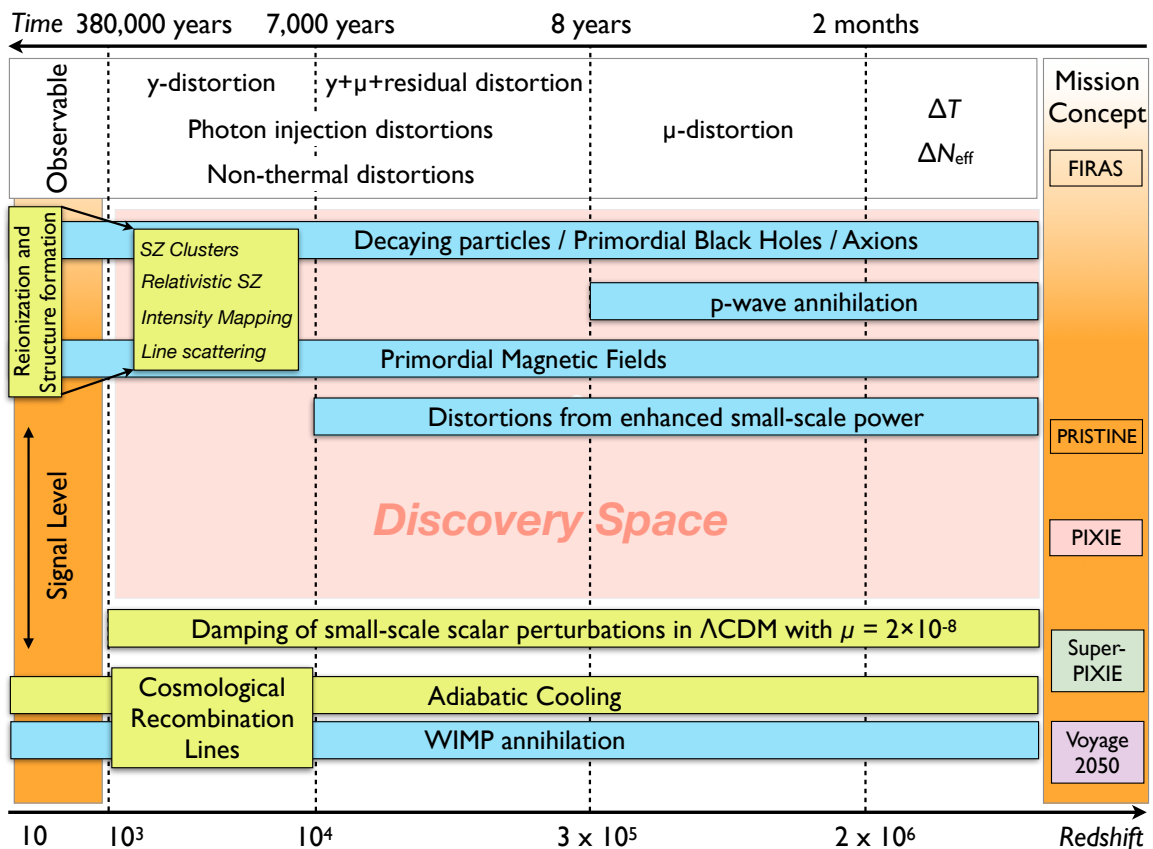 Time 380,000 years 7,000 years 8 years 2 months
Observable
y-distortion
y+μ+residual distortion
Photon injection distortions
Non-thermal distortions
μ-distortion
ΔT
ΔN_eff
Mission
Concept
FIRAS
Reionization and
Structure formation
SZ Clusters
Relativistic SZ
Intensity Mapping
Line scattering
Decaying particles / Primordial Black Holes / Axions
p-wave annihilation
Primordial Magnetic Fields
Distortions from enhanced small-scale power
PRISTINE
Signal Level
Discovery Space
PIXIE
Damping of small-scale scalar perturbations in ΛCDM with μ = 2×10⁻⁸
Super-
PIXIE
Cosmological
Recombination
Lines
Adiabatic Cooling
WIMP annihilation
Voyage
2050
10 10³ 10⁴ 3 x 10⁵ 2 x 10⁶ Redshift